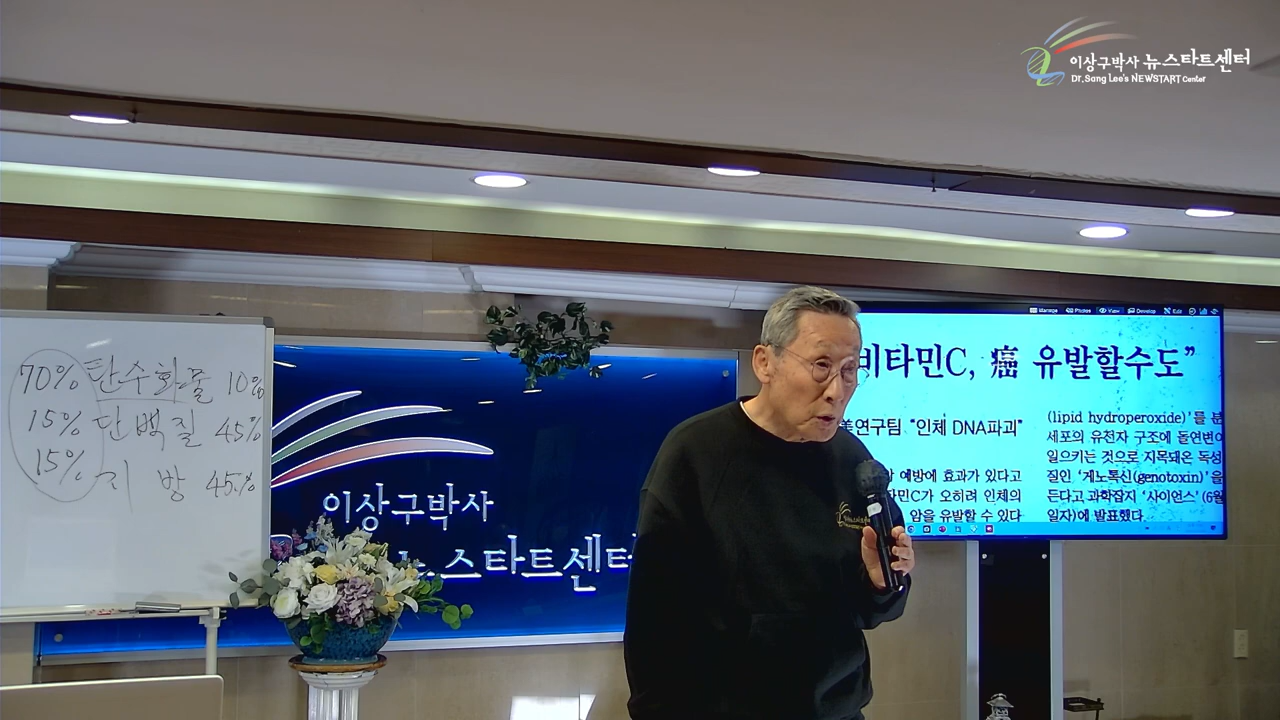 이상구박사 뉴스타트센터
Dr. Sang Lee's NEWSTART Center
70% 탄수화물 10%
15% 단백질 45%
15% 지방 45%
이상구박사
뉴스타트센터
Manage Photos View Develop Edit
비타민C, 癌 유발할수도”
美연구팀 “인체 DNA파괴”
예방에 효과가 있다고
타민C가 오히려 인체의
암을 유발할 수 있다
(lipid hydroperoxide)'를 분
세포의 유전자 구조에 돌연변이
일으키는 것으로 지목돼온 독성
질인 '게노톡신(genotoxin)'을
든다고 과학잡지 '사이언스' (6월
일자)에 발표했다.